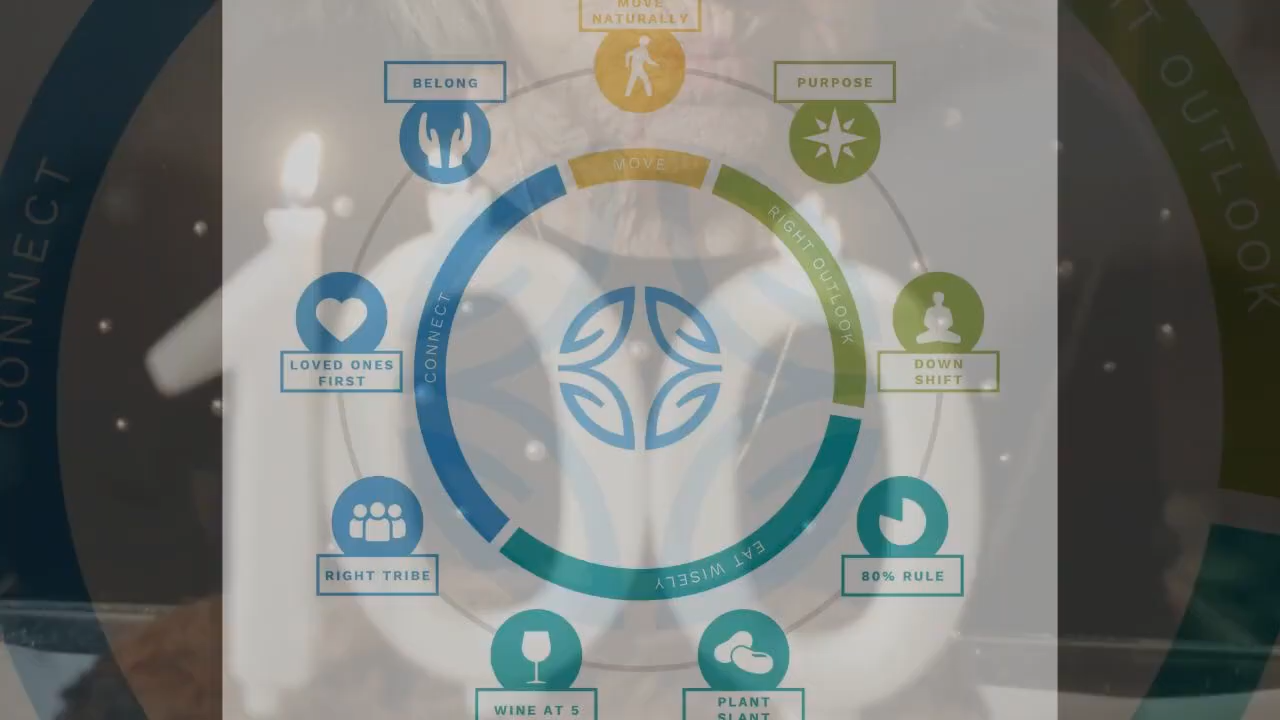 MOVE
NATURALLY
BELONG
PURPOSE
MOVE
RIGHT OUTLOOK
CONNECT
LOVED ONES
FIRST
DOWN
SHIFT
EAT WISELY
RIGHT TRIBE
80% RULE
WINE AT 5
PLANT
SLANT
CONNECT
HT OUTLOOK